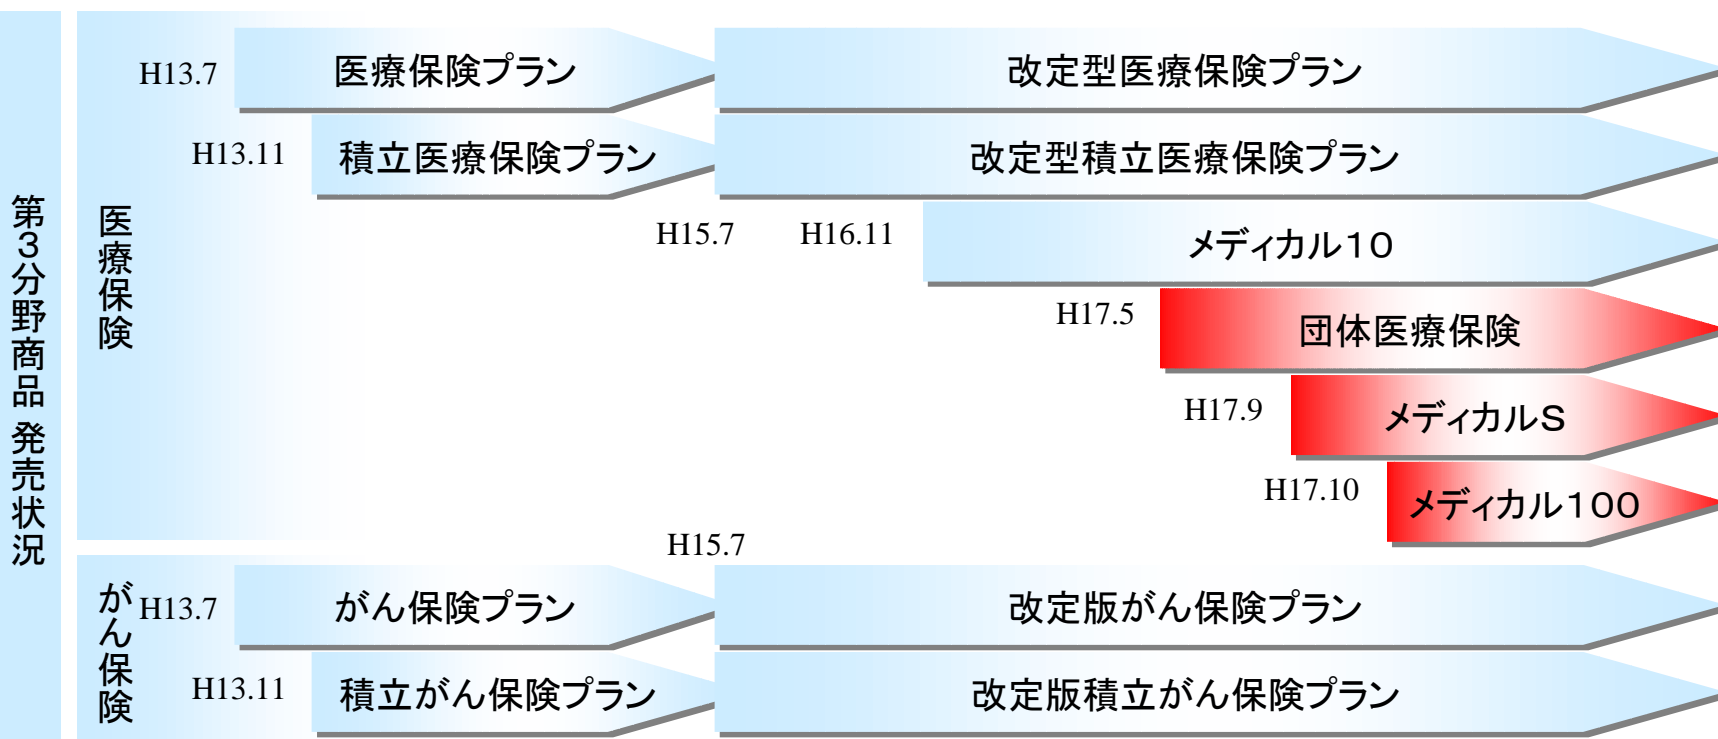 第３分野商品 発売状況
医療保険
H13.7
医療保険プラン
改定型医療保険プラン
H13.11
積立医療保険プラン
改定型積立医療保険プラン
H15.7
H16.11
メディカル１０
H17.5
団体医療保険
H17.9
メディカルＳ
H17.10
メディカル１００
がん保険
H15.7
H13.7
がん保険プラン
改定版がん保険プラン
H13.11
積立がん保険プラン
改定版積立がん保険プラン